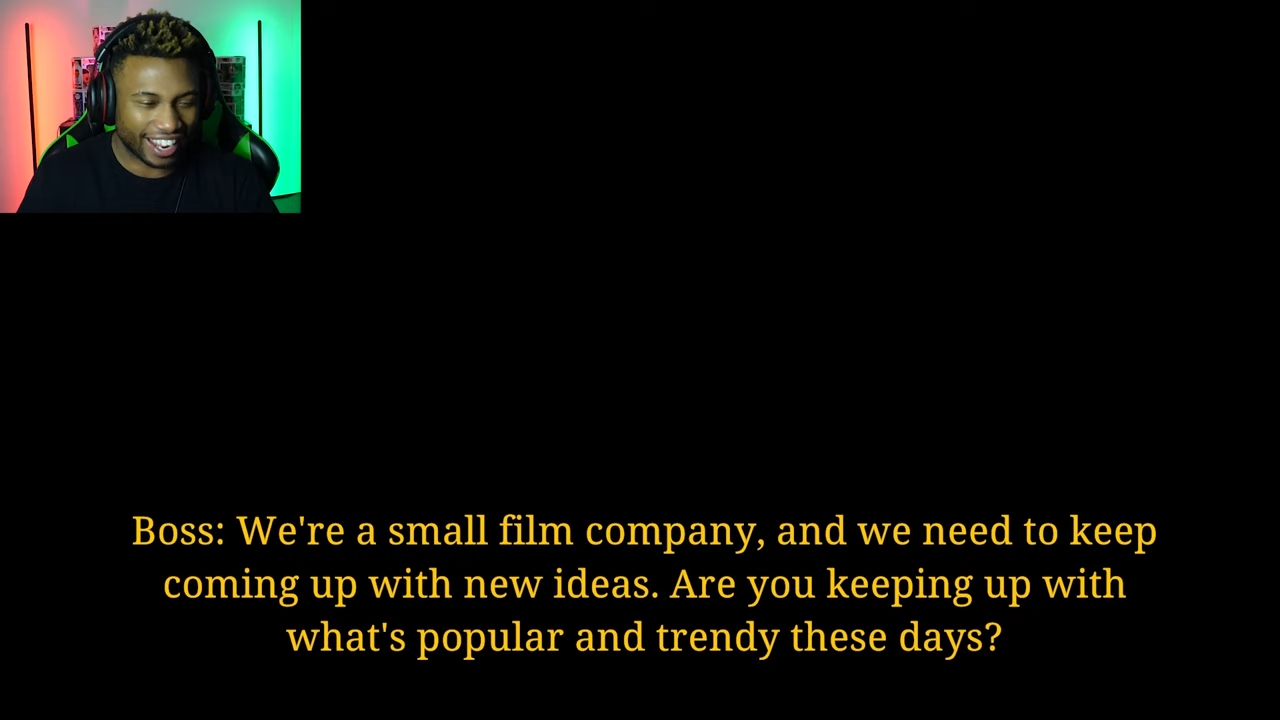 Boss: We're a small film company, and we need to keep
coming up with new ideas. Are you keeping up with
what's popular and trendy these days?